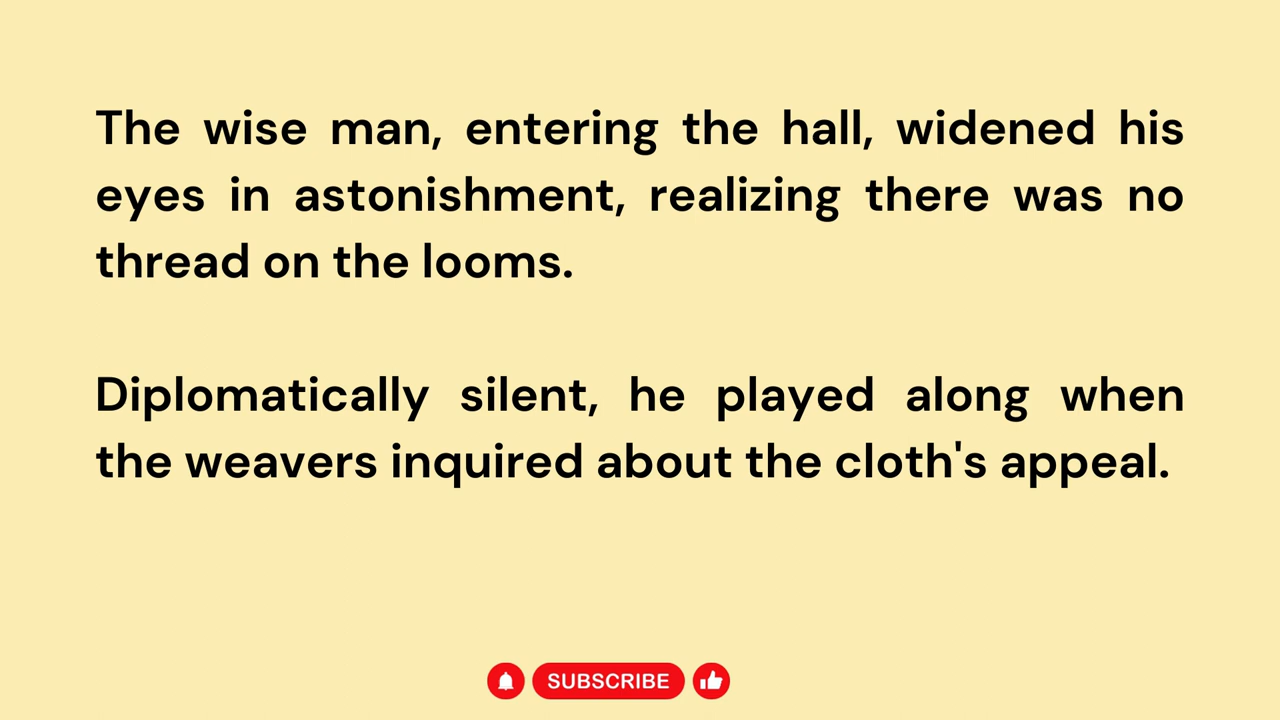 The wise man, entering the hall, widened his
eyes in astonishment, realizing there was no
thread on the looms.
Diplomatically silent, he played along when
the weavers inquired about the cloth's appeal.
SUBSCRIBE